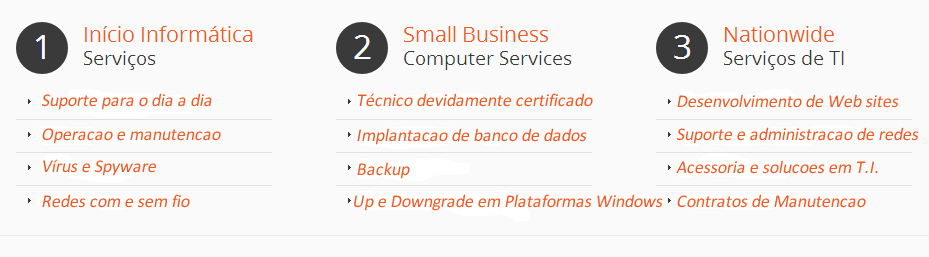 1
Início Informática
Serviços
Suporte para o dia a dia
Operacao e manutencao
Vírus e Spyware
Redes com e sem fio
2
Small Business
Computer Services
Técnico devidamente certificado
Implantacao de banco de dados
Backup
Up e Downgrade em Plataformas Windows
3
Nationwide
Serviços de TI
Desenvolvimento de Web sites
Suporte e administracao de redes
Acessoria e solucoes em T.I.
Contratos de Manutencao